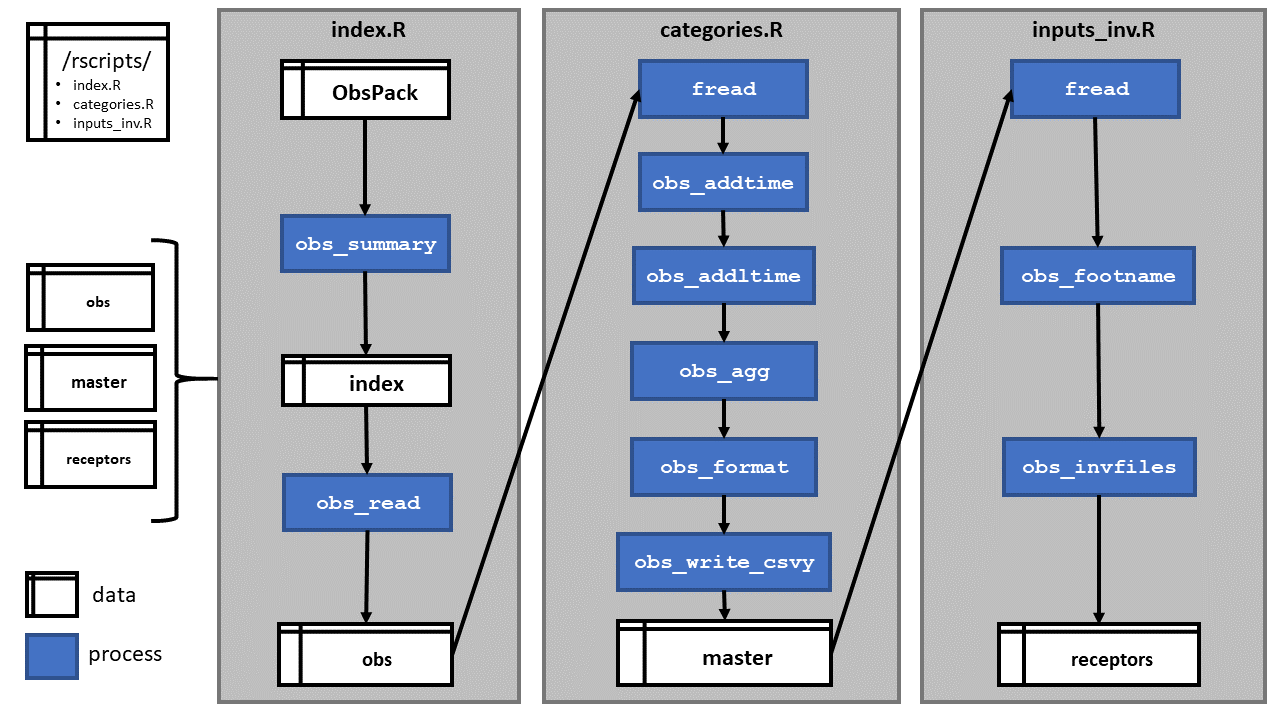 /rscripts/
• index.R
• categories.R
• inputs_inv.R
obs
master
receptors
data
process
index.R
ObsPack
obs_summary
index
obs_read
obs
categories.R
fread
obs_addtime
obs_addltime
obs_agg
obs_format
obs_write_csvy
master
inputs_inv.R
fread
obs_footname
obs_invfiles
receptors